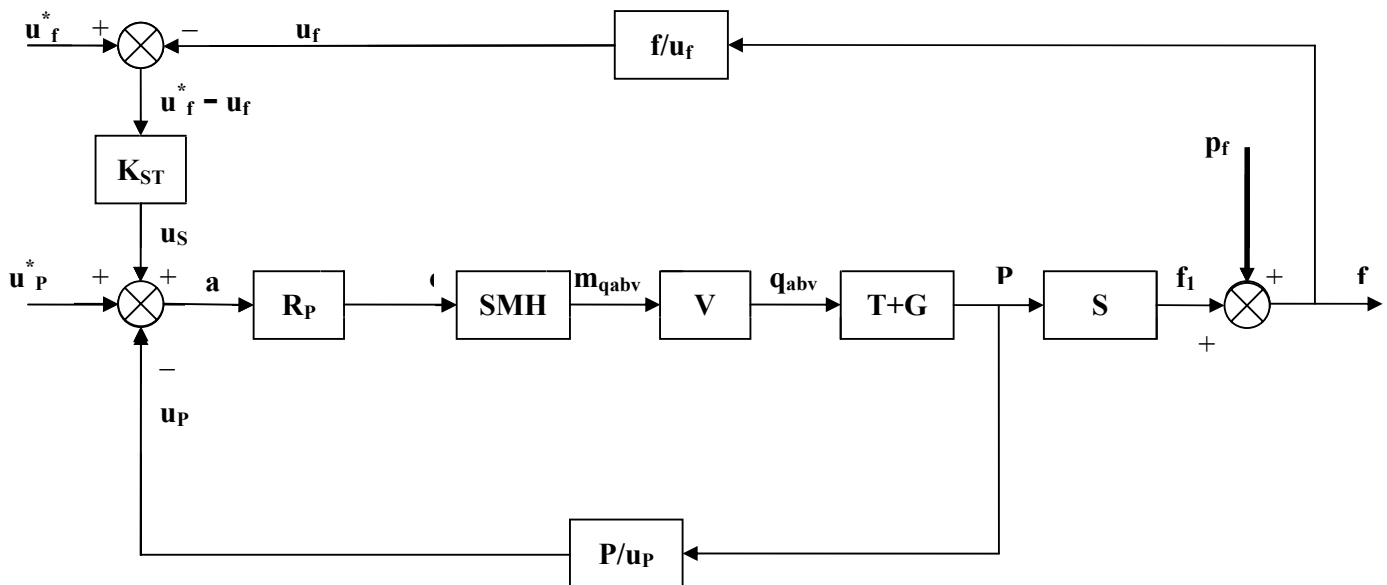 u*f + − uf f/uf
u*f − uf
pf
KST
uS
u*P + + a RP SMH mqabv V qabv T+G P S f1 + f
+
−
uP
P/uP